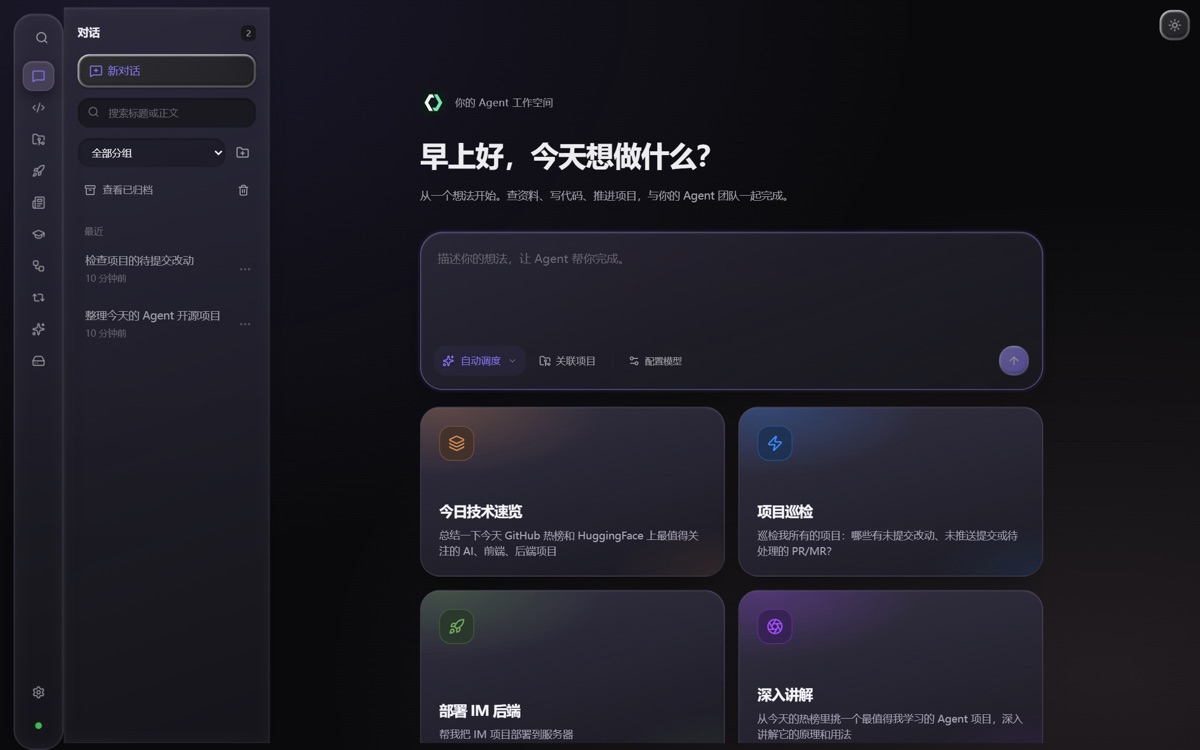 对话
2
新对话
搜索标题或正文
全部分组
查看已归档
最近
检查项目的待提交改动
10 分钟前
整理今天的 Agent 开源项目
10 分钟前
你的 Agent 工作空间
早上好，今天想做什么？
从一个想法开始。查资料、写代码、推进项目，与你的 Agent 团队一起完成。
描述你的想法，让 Agent 帮你完成。
自动调度
关联项目
配置模型
今日技术速览
总结一下今天 GitHub 热榜和 HuggingFace 上最值得关
注的 AI、前端、后端项目
项目巡检
巡检我所有的项目：哪些有未提交改动、未推送提交或待
处理的 PR/MR？
部署 IM 后端
帮我把 IM 项目部署到服务器
深入讲解
从今天的热榜里挑一个最值得我学习的 Agent 项目，深入
讲解它的原理和用法